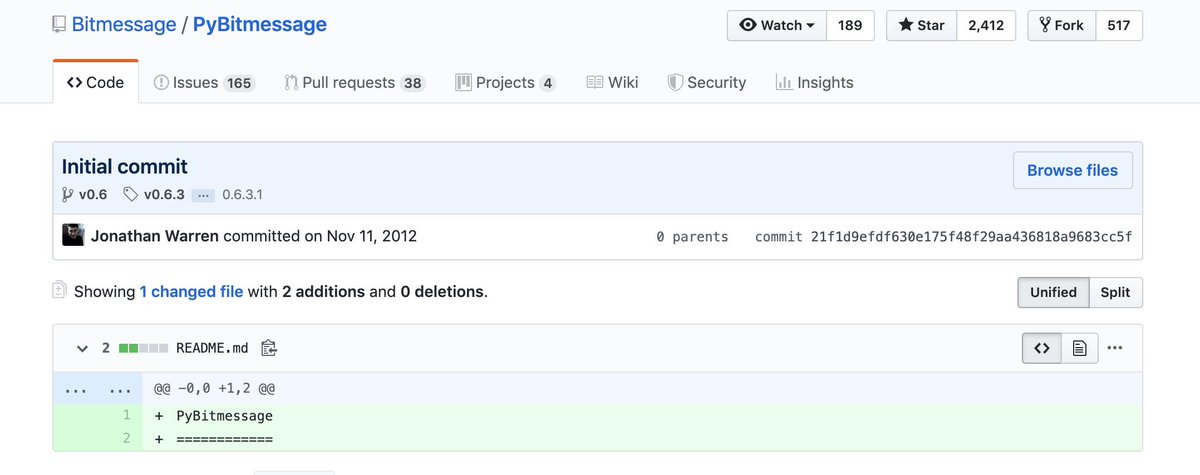 Bitmessage / PyBitmessage
Watch 189 Star 2,412 Fork 517
Code Issues 165 Pull requests 38 Projects 4 Wiki Security Insights
Initial commit
Browse files
v0.6 v0.6.3 ... 0.6.3.1
Jonathan Warren committed on Nov 11, 2012 0 parents commit 21f1d9efdf630e175f48f29aa436818a9683cc5f
Showing 1 changed file with 2 additions and 0 deletions.
Unified Split
2 README.md
... ... @@ -0,0 +1,2 @@
1 + PyBitmessage
2 + ============